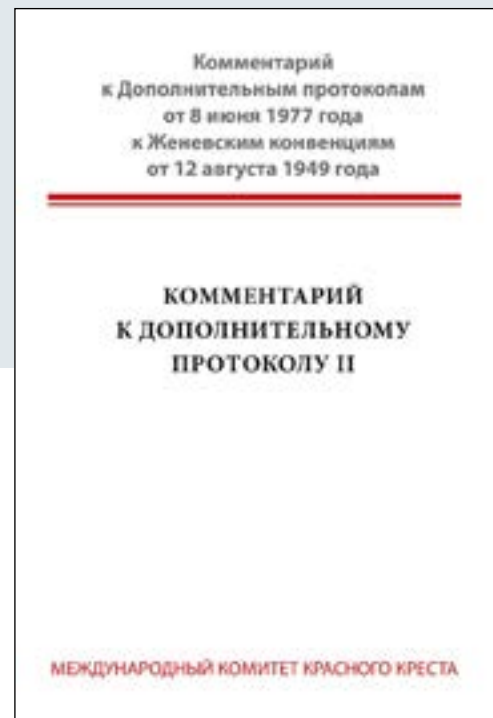 Комментарий
к Дополнительным протоколам
от 8 июня 1977 года
к Женевским конвенциям
от 12 августа 1949 года
КОММЕНТАРИЙ
К ДОПОЛНИТЕЛЬНОМУ
ПРОТОКОЛУ II
МЕЖДУНАРОДНЫЙ КОМИТЕТ КРАСНОГО КРЕСТА